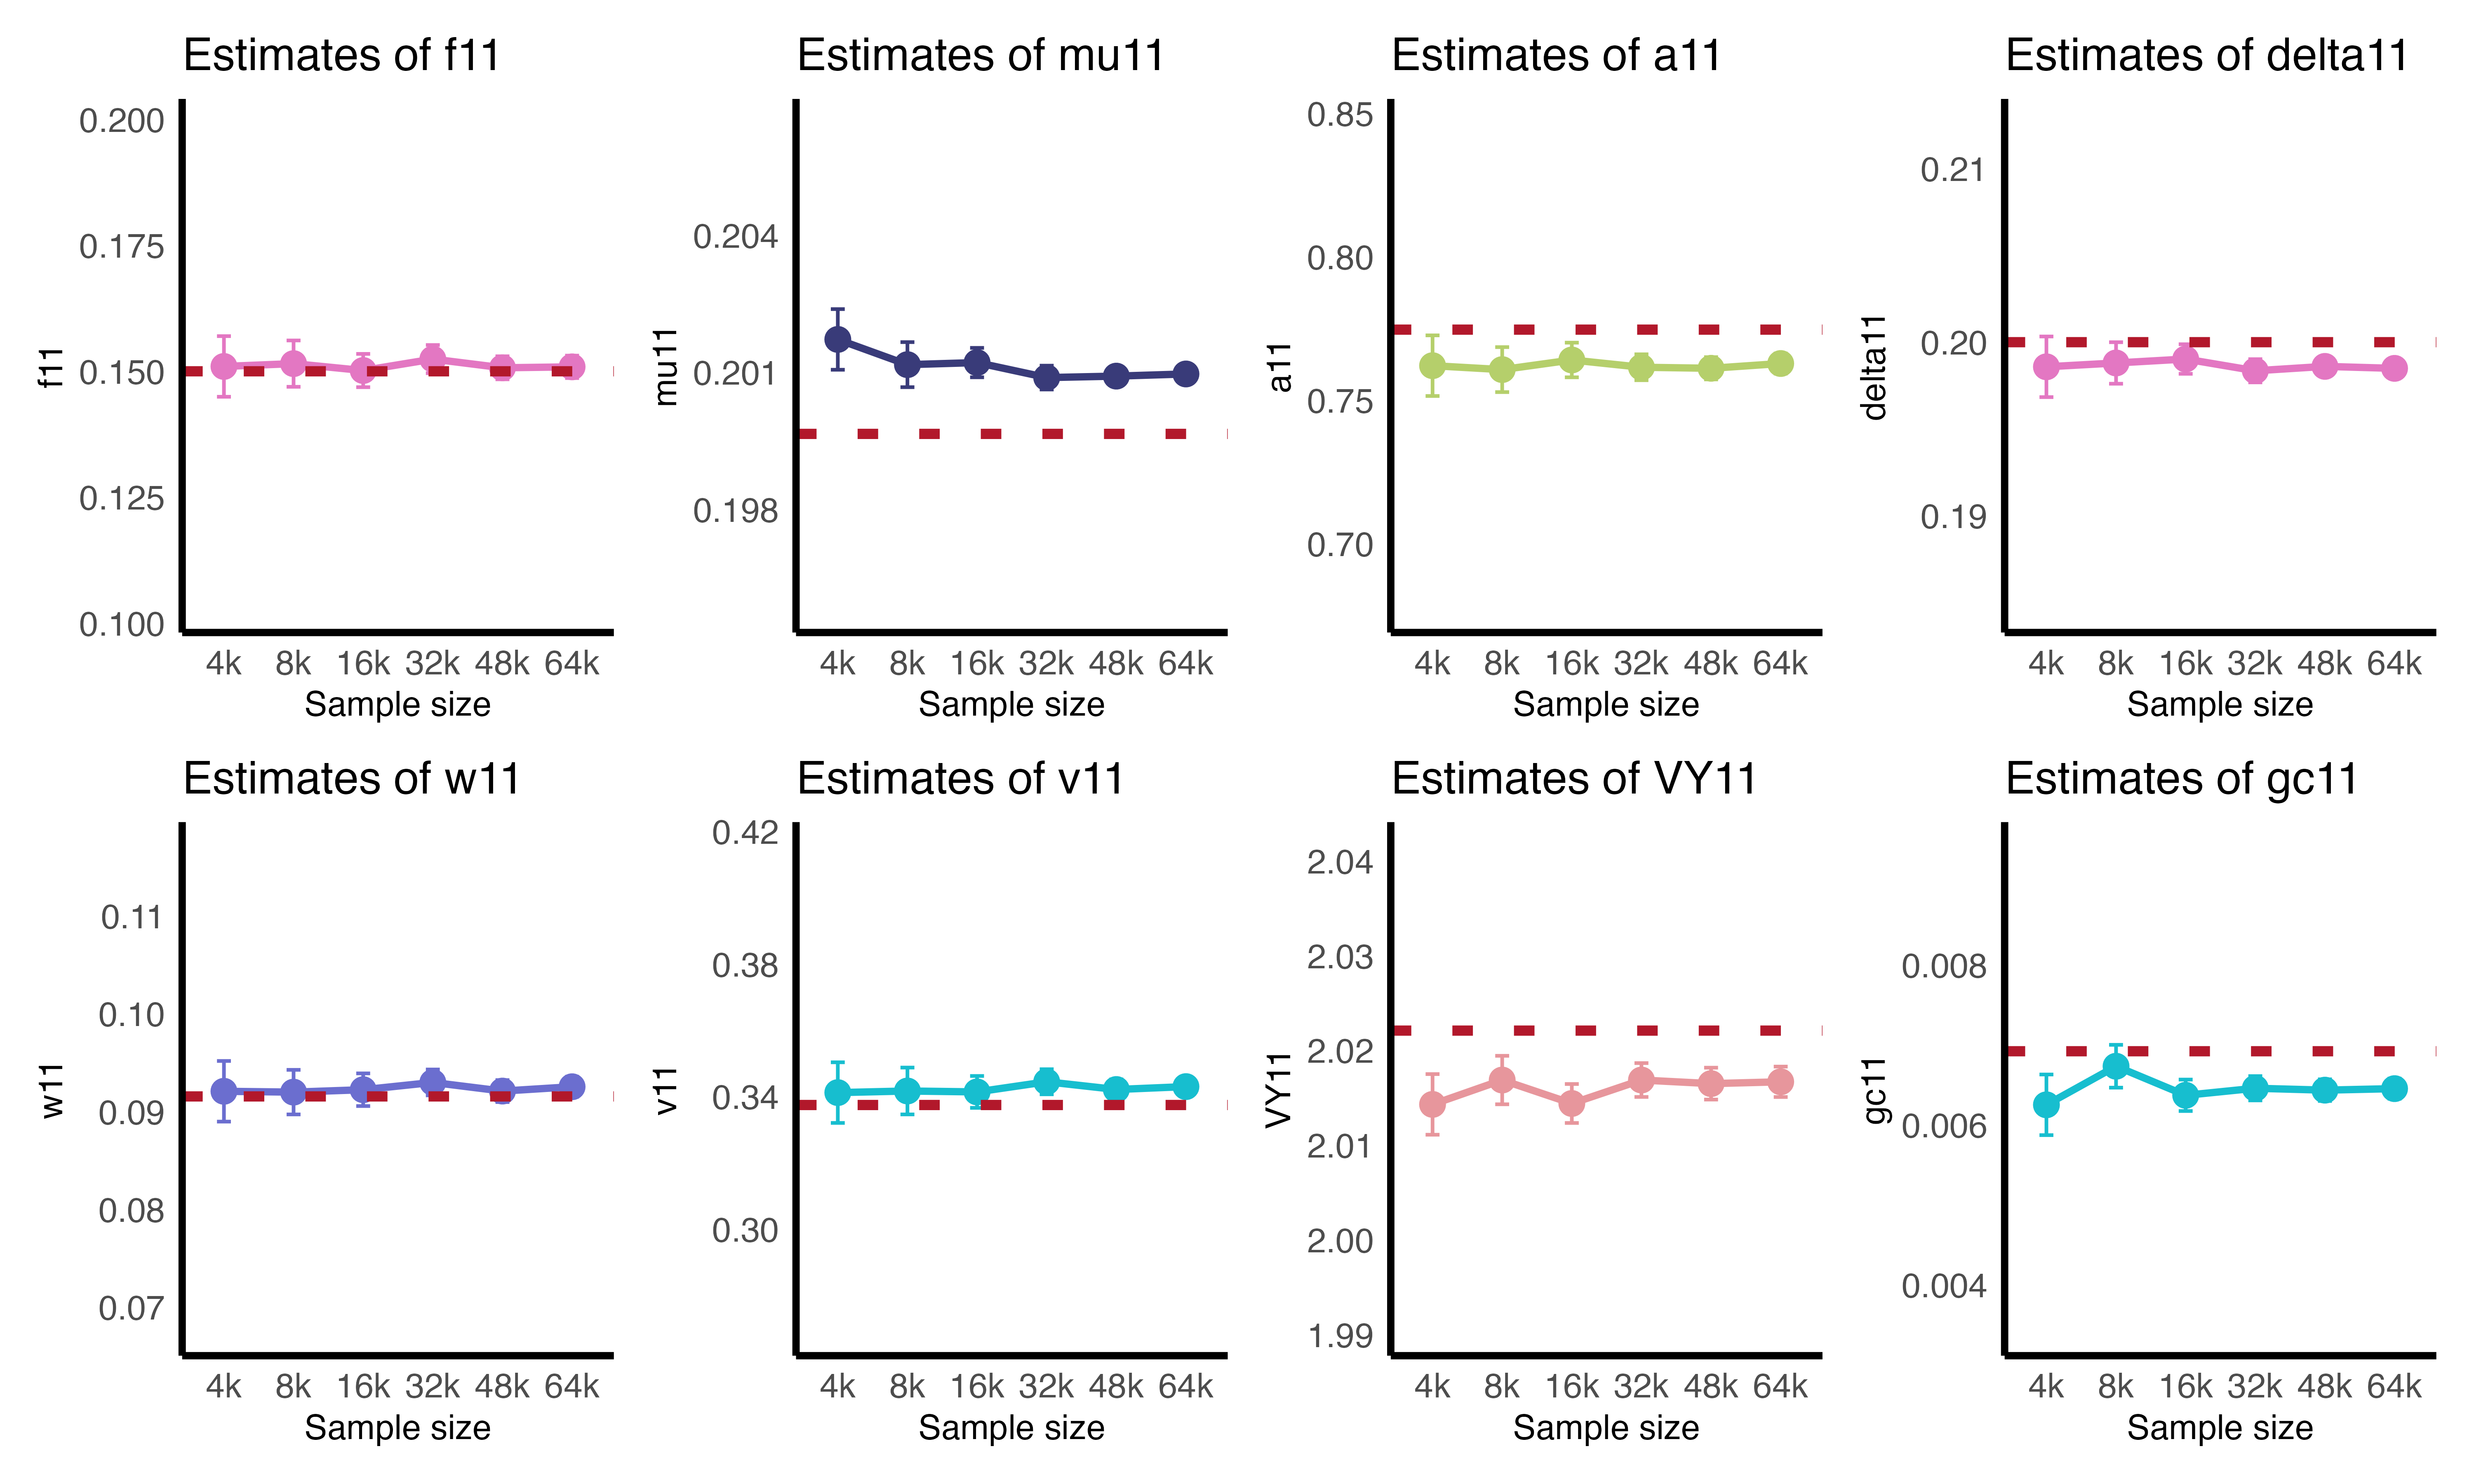 Estimates of f11
Estimates of mu11
Estimates of a11
Estimates of delta11
f11
0.200
0.175
0.150
0.125
0.100
4k 8k 16k 32k 48k 64k
Sample size
mu11
0.204
0.201
0.198
4k 8k 16k 32k 48k 64k
Sample size
a11
0.85
0.80
0.75
0.70
4k 8k 16k 32k 48k 64k
Sample size
delta11
0.21
0.20
0.19
4k 8k 16k 32k 48k 64k
Sample size
Estimates of w11
Estimates of v11
Estimates of VY11
Estimates of gc11
w11
0.11
0.10
0.09
0.08
0.07
4k 8k 16k 32k 48k 64k
Sample size
v11
0.42
0.38
0.34
0.30
4k 8k 16k 32k 48k 64k
Sample size
VY11
2.04
2.03
2.02
2.01
2.00
1.99
4k 8k 16k 32k 48k 64k
Sample size
gc11
0.008
0.006
0.004
4k 8k 16k 32k 48k 64k
Sample size